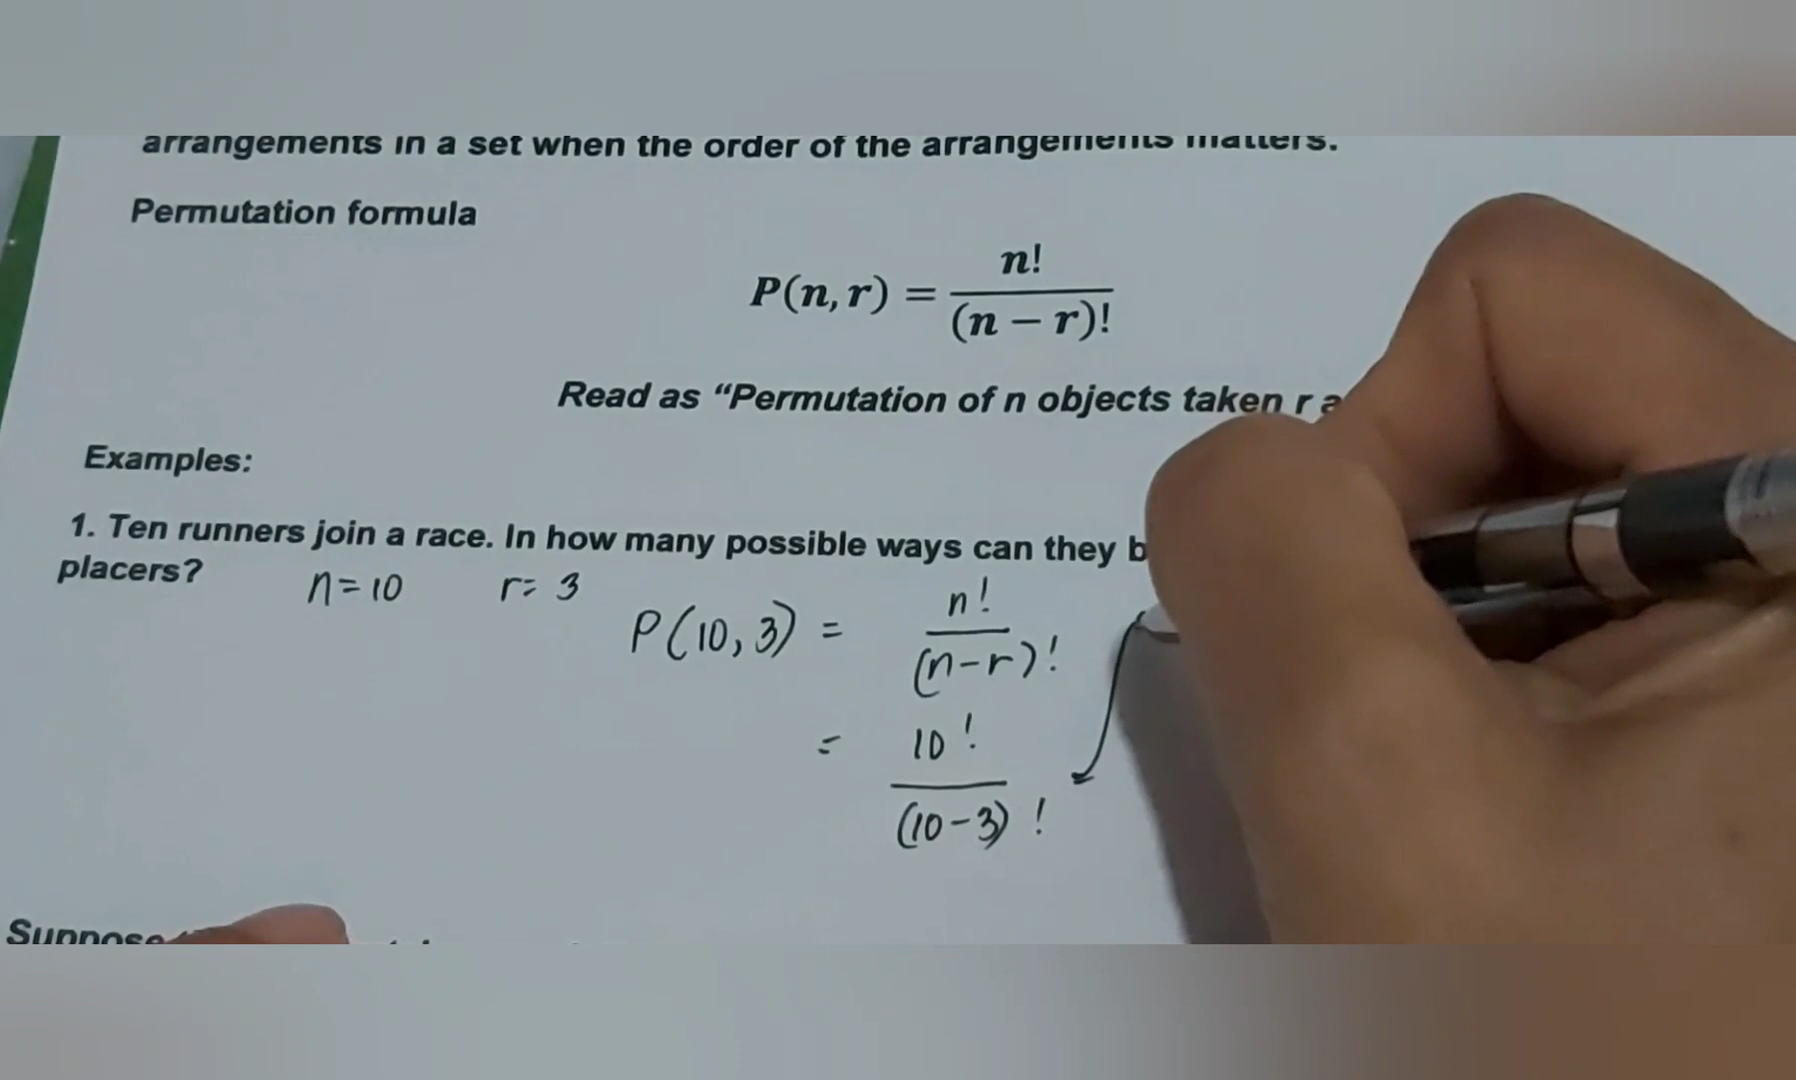 arrangements in a set when the order of the arrangements matters.
Permutation formula
P(n, r) = n! / (n − r)!
Read as “Permutation of n objects taken r a
Examples:
1. Ten runners join a race. In how many possible ways can they b
placers?
n = 10 r = 3
P(10, 3) = n! / (n-r)!
= 10! / (10-3)!
Suppose